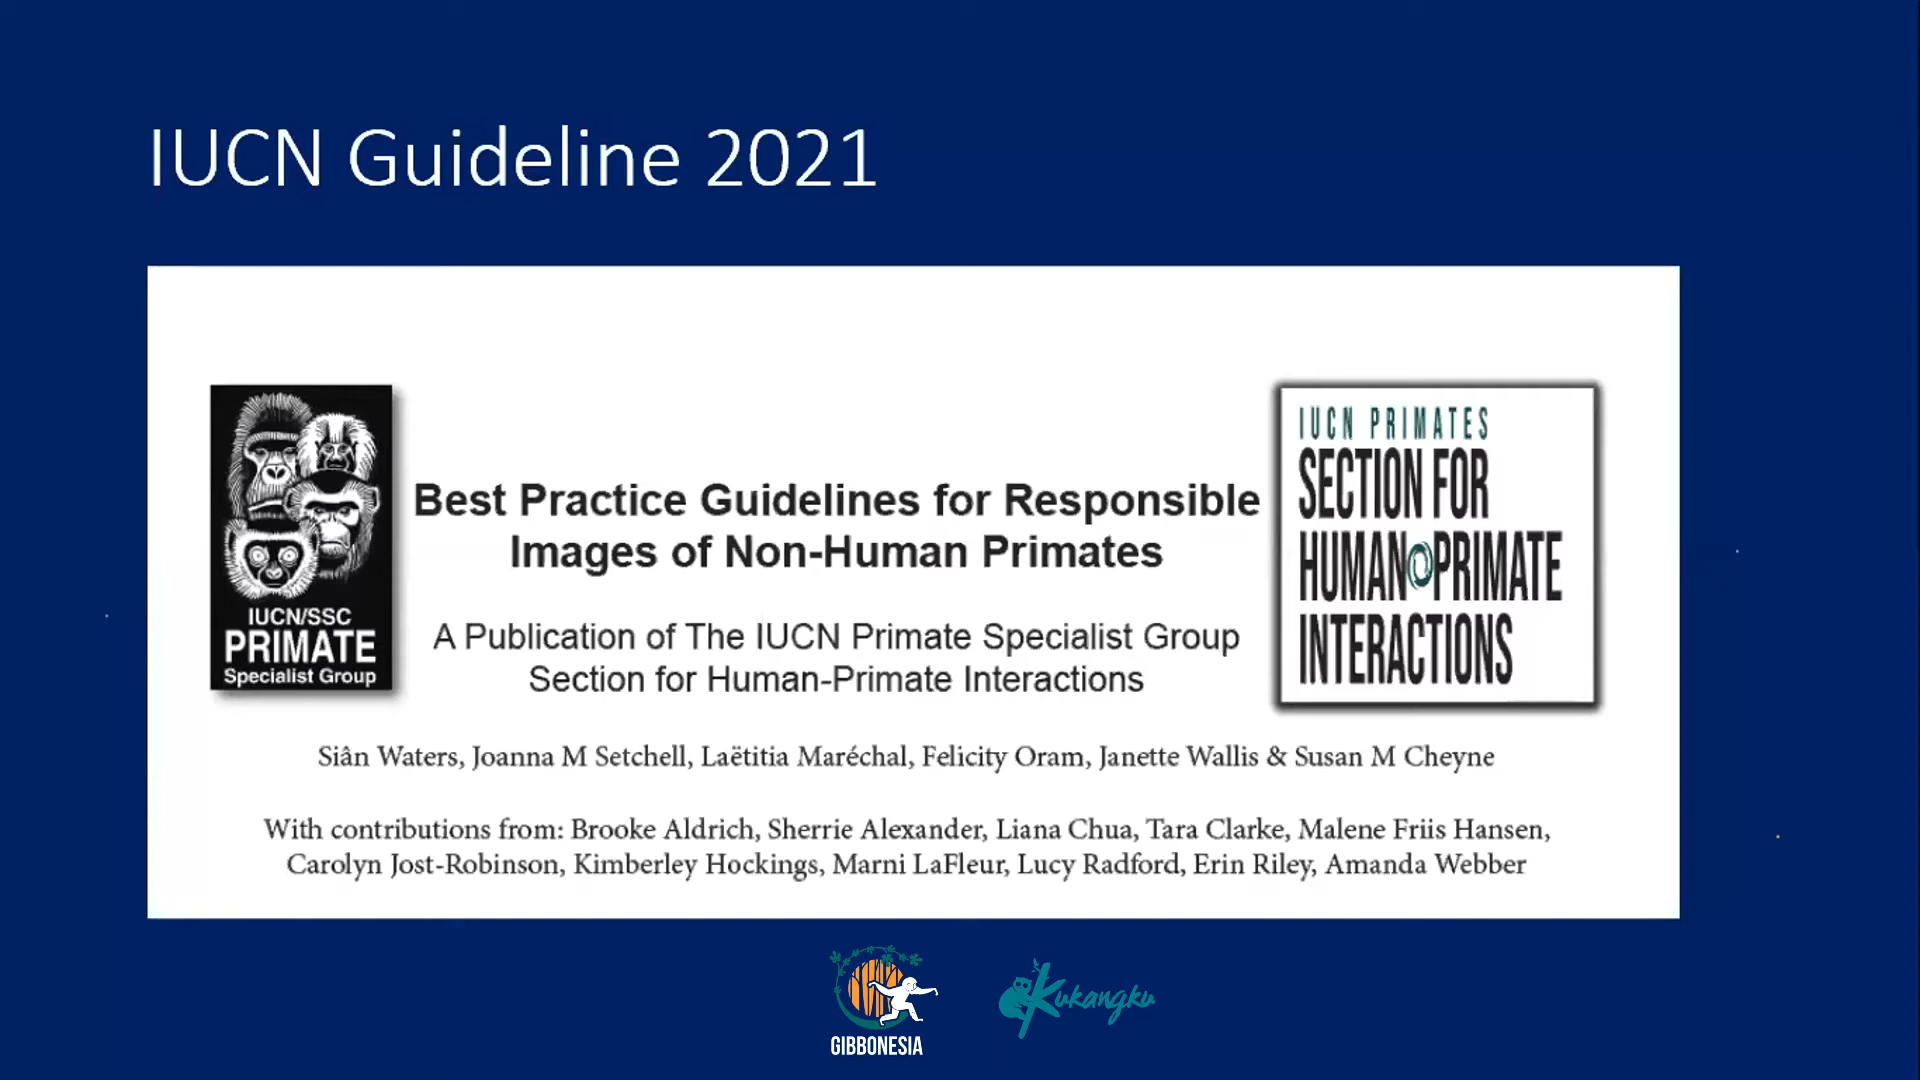 IUCN Guideline 2021
IUCN/SSC
PRIMATE
Specialist Group
Best Practice Guidelines for Responsible
Images of Non-Human Primates
A Publication of The IUCN Primate Specialist Group
Section for Human-Primate Interactions
IUCN PRIMATES
SECTION FOR
HUMAN PRIMATE
INTERACTIONS
Siân Waters, Joanna M Setchell, Laëtitia Maréchal, Felicity Oram, Janette Wallis & Susan M Cheyne
With contributions from: Brooke Aldrich, Sherrie Alexander, Liana Chua, Tara Clarke, Malene Friis Hansen,
Carolyn Jost-Robinson, Kimberley Hockings, Marni LaFleur, Lucy Radford, Erin Riley, Amanda Webber
GIBBONESIA
Kukangku